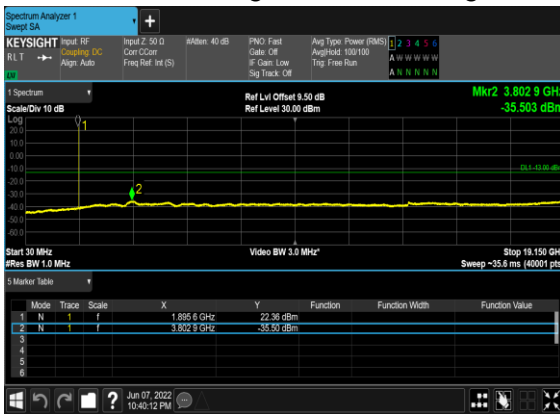 Spectrum Analyzer 1
Swept SA
KEYSIGHT
RLT
LV
Input: RF
Coupling: DC
Align: Auto
Input Z: 50 Ω
Corr CCorr
Freq Ref: Int (S)
#Atten: 40 dB
PNO: Fast
Gate: Off
IF Gain: Low
Sig Track: Off
Avg Type: Power (RMS)
Avg|Hold: 100/100
Trig: Free Run
1 2 3 4 5 6
A W W W W W
A N N N N N
1 Spectrum
Scale/Div 10 dB
Ref Lvl Offset 9.50 dB
Ref Level 30.00 dBm
Mkr2 3.802 9 GHz
-35.503 dBm
Log
20.0
10.0
0.00
-10.0
-20.0
-30.0
-40.0
-50.0
-60.0
1
2
DL1 -13.00 dBm
Start 30 MHz
#Res BW 1.0 MHz
Video BW 3.0 MHz*
Stop 19.150 GH
Sweep ~35.6 ms (40001 pts
5 Marker Table
Mode Trace Scale X Y Function Function Width Function Value
1 N 1 f 1.895 6 GHz 22.36 dBm
2 N 1 f 3.802 9 GHz -35.50 dBm
3
4
5
6
Jun 07, 2022
10:40:12 PM